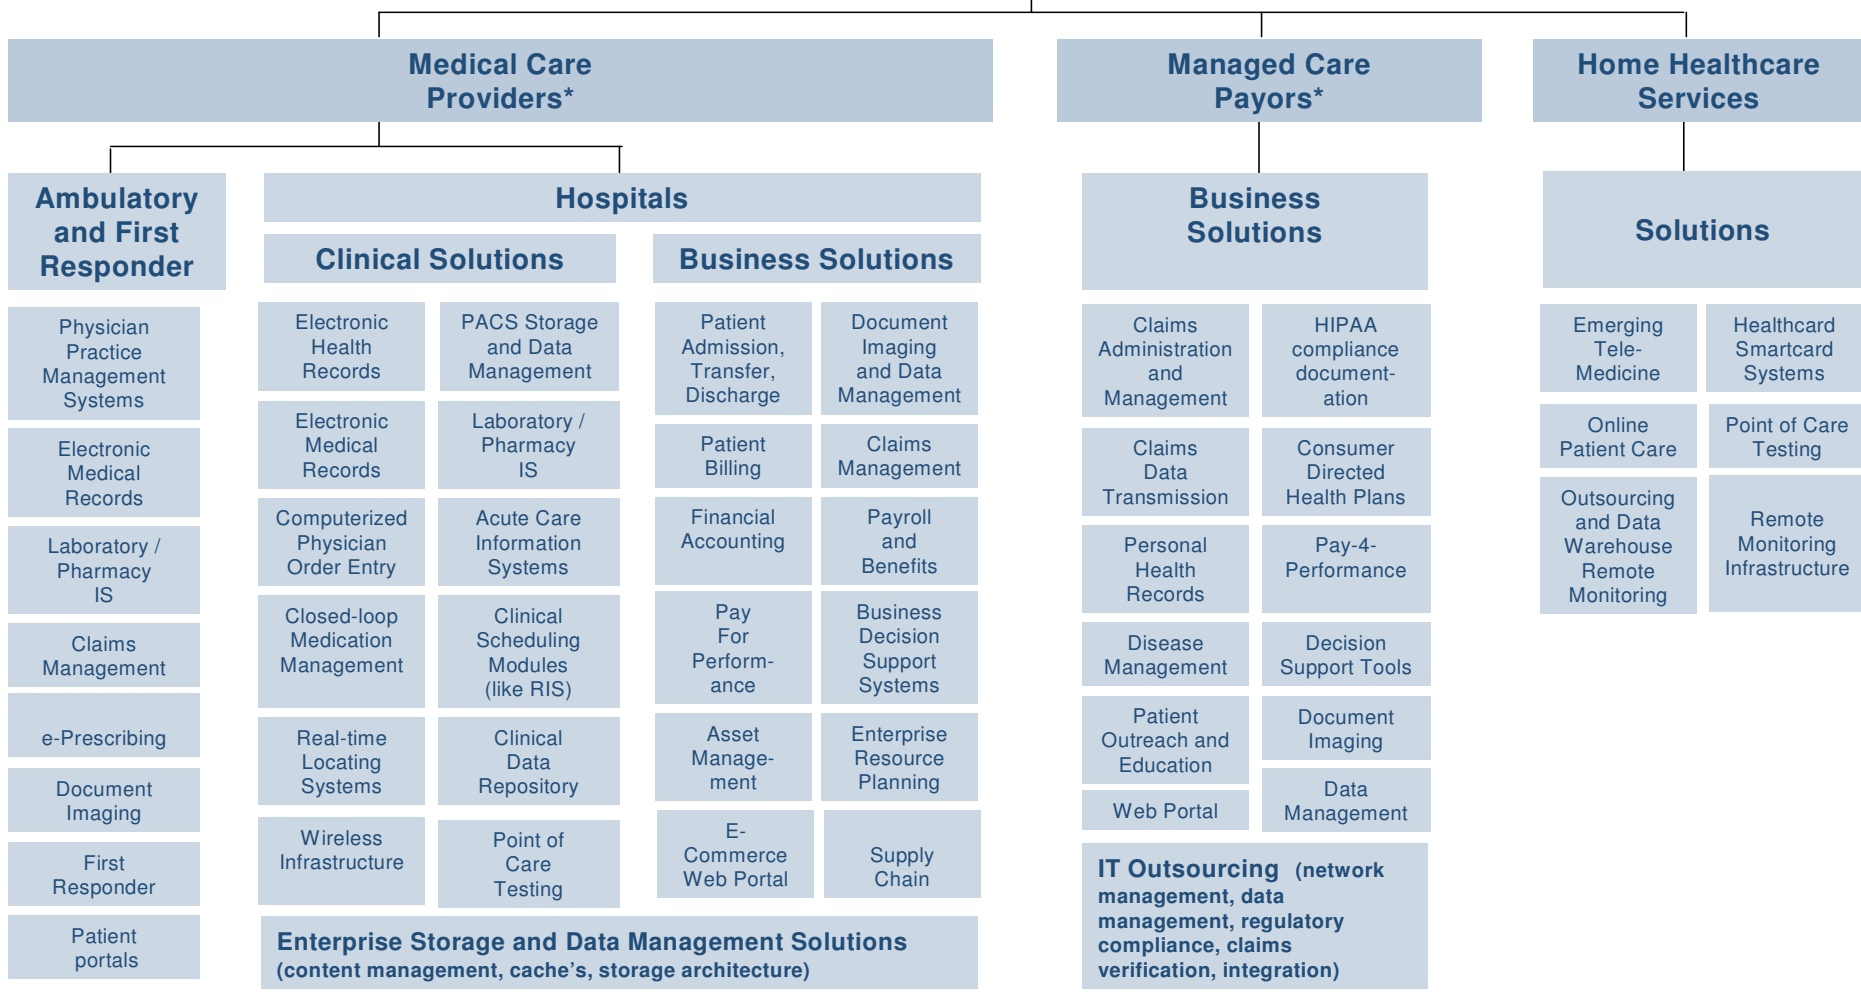 Medical Care
Providers*
Managed Care
Payors*
Home Healthcare
Services
Ambulatory
and First
Responder
Hospitals
Clinical Solutions
Business Solutions
Business
Solutions
Solutions
Physician
Practice
Management
Systems
Electronic
Medical
Records
Laboratory /
Pharmacy
IS
Claims
Management
e-Prescribing
Document
Imaging
First
Responder
Patient
portals
Electronic
Health
Records
PACS Storage
and Data
Management
Electronic
Medical
Records
Laboratory /
Pharmacy
IS
Computerized
Physician
Order Entry
Acute Care
Information
Systems
Closed-loop
Medication
Management
Clinical
Scheduling
Modules
(like RIS)
Real-time
Locating
Systems
Clinical
Data
Repository
Wireless
Infrastructure
Point of
Care
Testing
Patient
Admission,
Transfer,
Discharge
Document
Imaging
and Data
Management
Patient
Billing
Claims
Management
Financial
Accounting
Payroll
and
Benefits
Pay
For
Perform-
ance
Business
Decision
Support
Systems
Asset
Manage-
ment
Enterprise
Resource
Planning
E-
Commerce
Web Portal
Supply
Chain
Enterprise Storage and Data Management Solutions
(content management, cache's, storage architecture)
Claims
Administration
and
Management
HIPAA
compliance
document-
ation
Claims
Data
Transmission
Consumer
Directed
Health Plans
Personal
Health
Records
Pay-4-
Performance
Disease
Management
Decision
Support Tools
Patient
Outreach and
Education
Document
Imaging
Web Portal
Data
Management
IT Outsourcing (network
management, data
management, regulatory
compliance, claims
verification, integration)
Emerging
Tele-
Medicine
Healthcard
Smartcard
Systems
Online
Patient Care
Point of Care
Testing
Outsourcing
and Data
Warehouse
Remote
Monitoring
Remote
Monitoring
Infrastructure